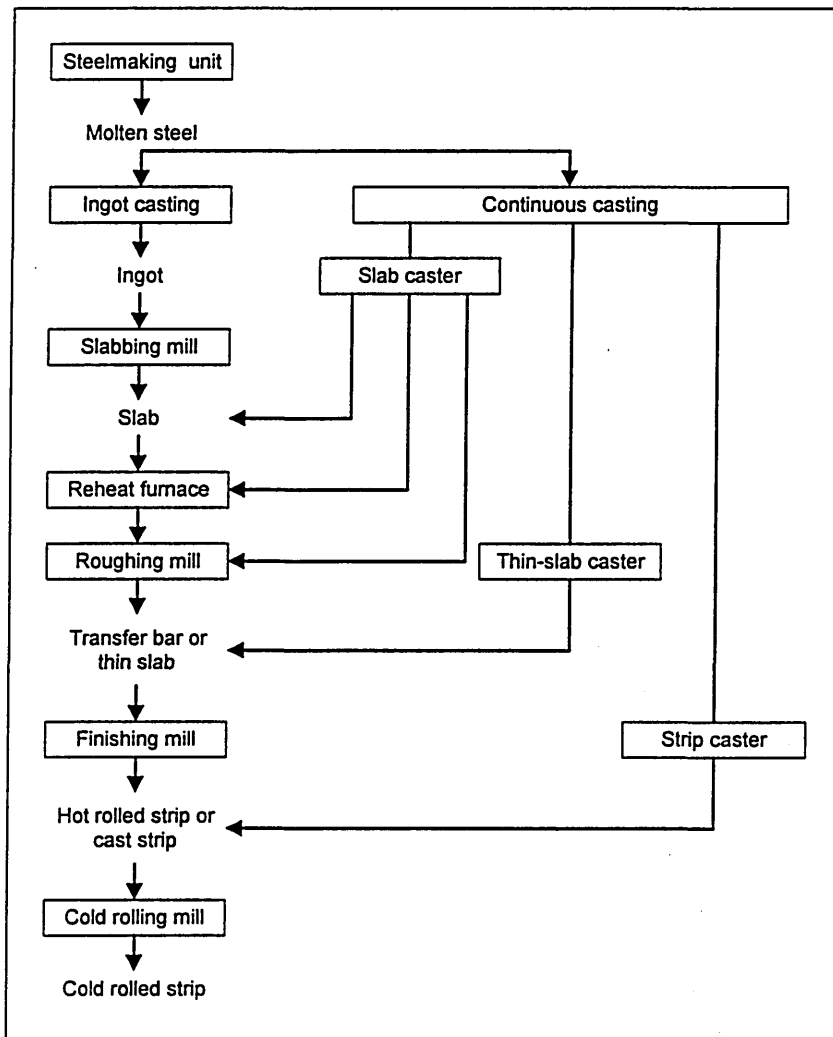 Steelmaking unit
Molten steel
Ingot casting
Continuous casting
Ingot
Slab caster
Slabbing mill
Slab
Reheat furnace
Roughing mill
Thin-slab caster
Transfer bar or
thin slab
Finishing mill
Strip caster
Hot rolled strip or
cast strip
Cold rolling mill
Cold rolled strip